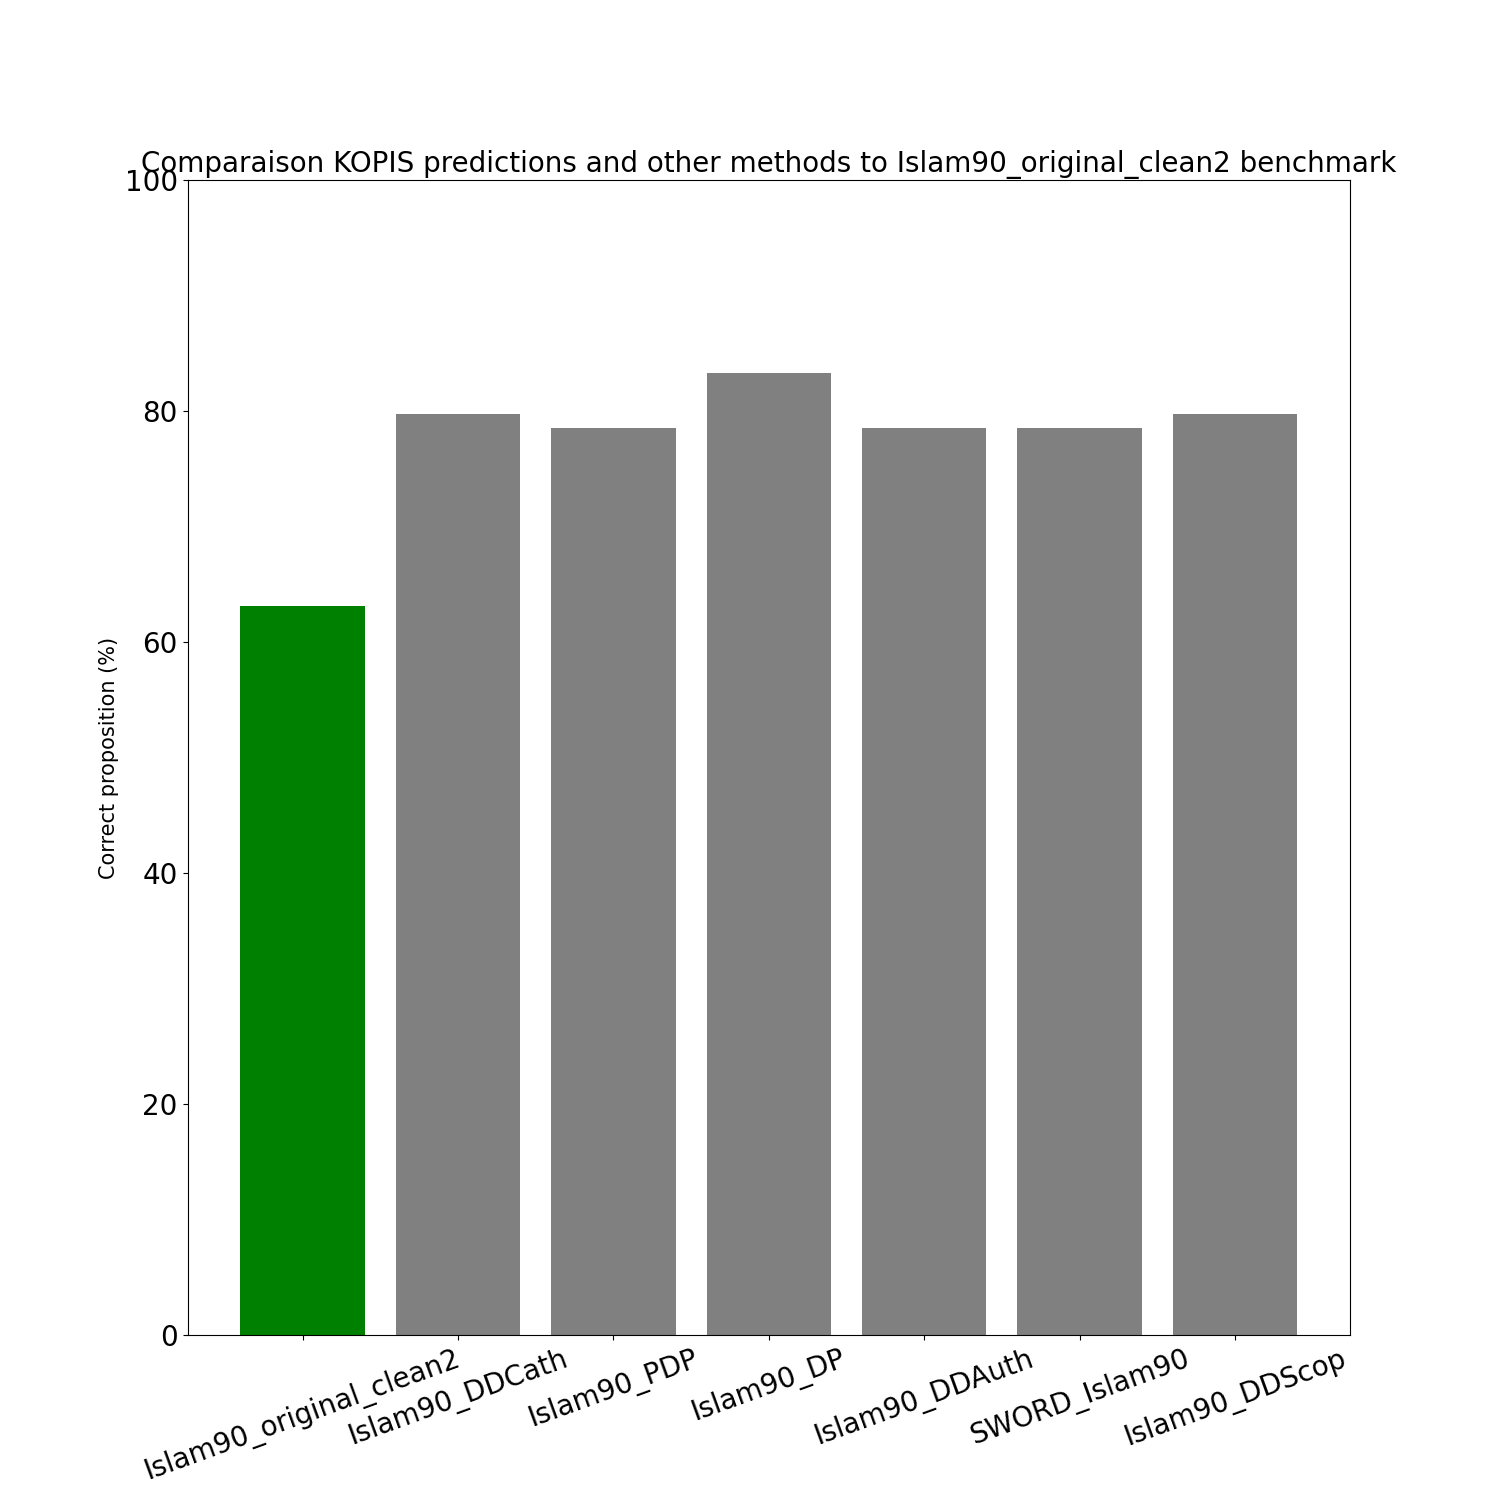 Comparaison KOPIS predictions and other methods to Islam90_original_clean2 benchmark
100
80
60
40
20
0
Correct proposition (%)
Islam90_original_clean2
Islam90_DDCath
Islam90_PDP
Islam90_DP
Islam90_DDAuth
SWORD_Islam90
Islam90_DDScop